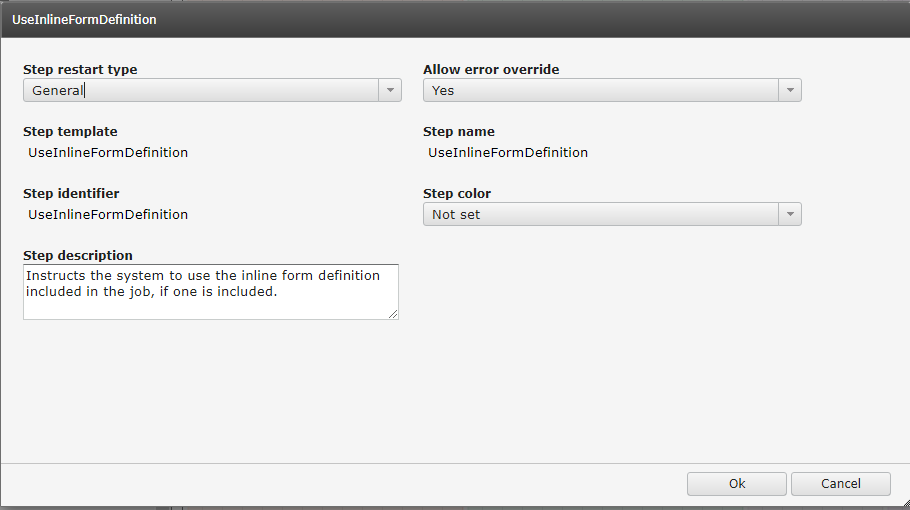 UseInlineFormDefinition
Step restart type
Allow error override
General
Yes
Step template
Step name
UseInlineFormDefinition
UseInlineFormDefinition
Step identifier
Step color
UseInlineFormDefinition
Not set
Step description
Instructs the system to use the inline form definition
included in the job, if one is included.
Ok
Cancel